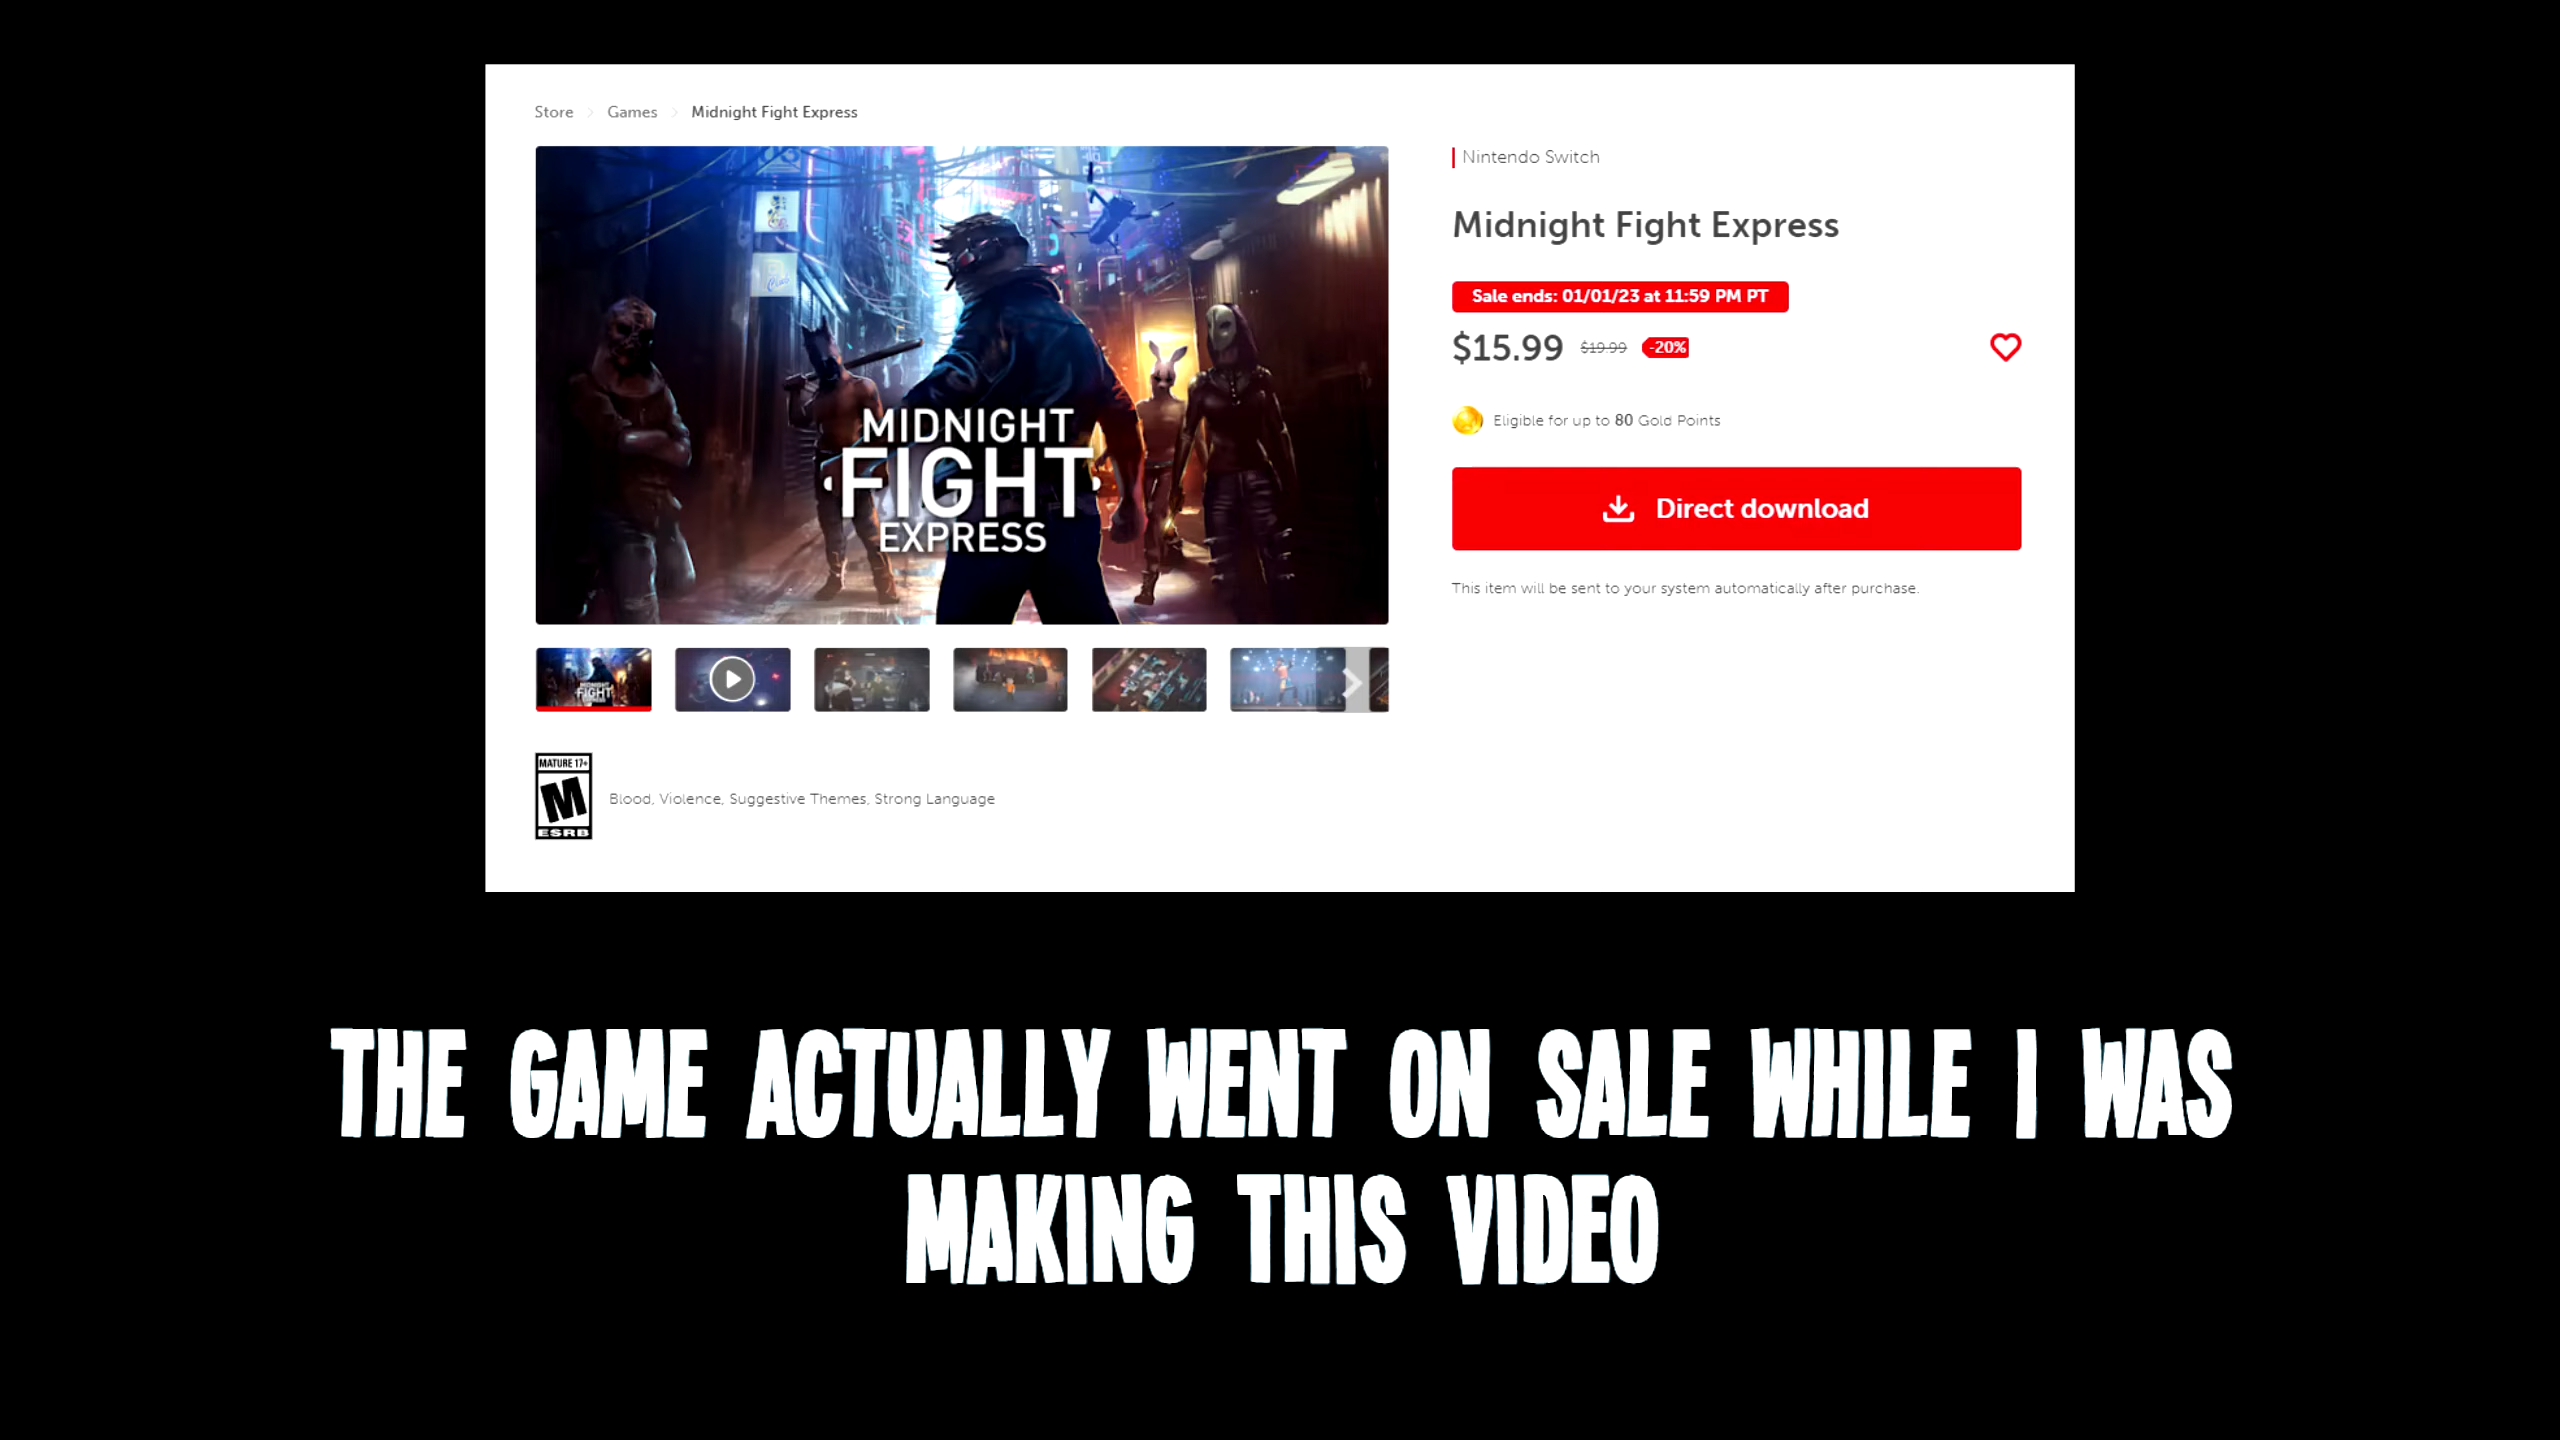 Store > Games > Midnight Fight Express
Nintendo Switch
Midnight Fight Express
Sale ends: 01/01/23 at 11:59 PM PT
$15.99 $19.99 -20%
Eligible for up to 80 Gold Points
Direct download
This item will be sent to your system automatically after purchase.
MIDNIGHT
FIGHT
EXPRESS
MIDNIGHT
FIGHT
EXPRESS
MATURE 17+
M
ESRB
Blood, Violence, Suggestive Themes, Strong Language
THE GAME ACTUALLY WENT ON SALE WHILE I WAS
MAKING THIS VIDEO